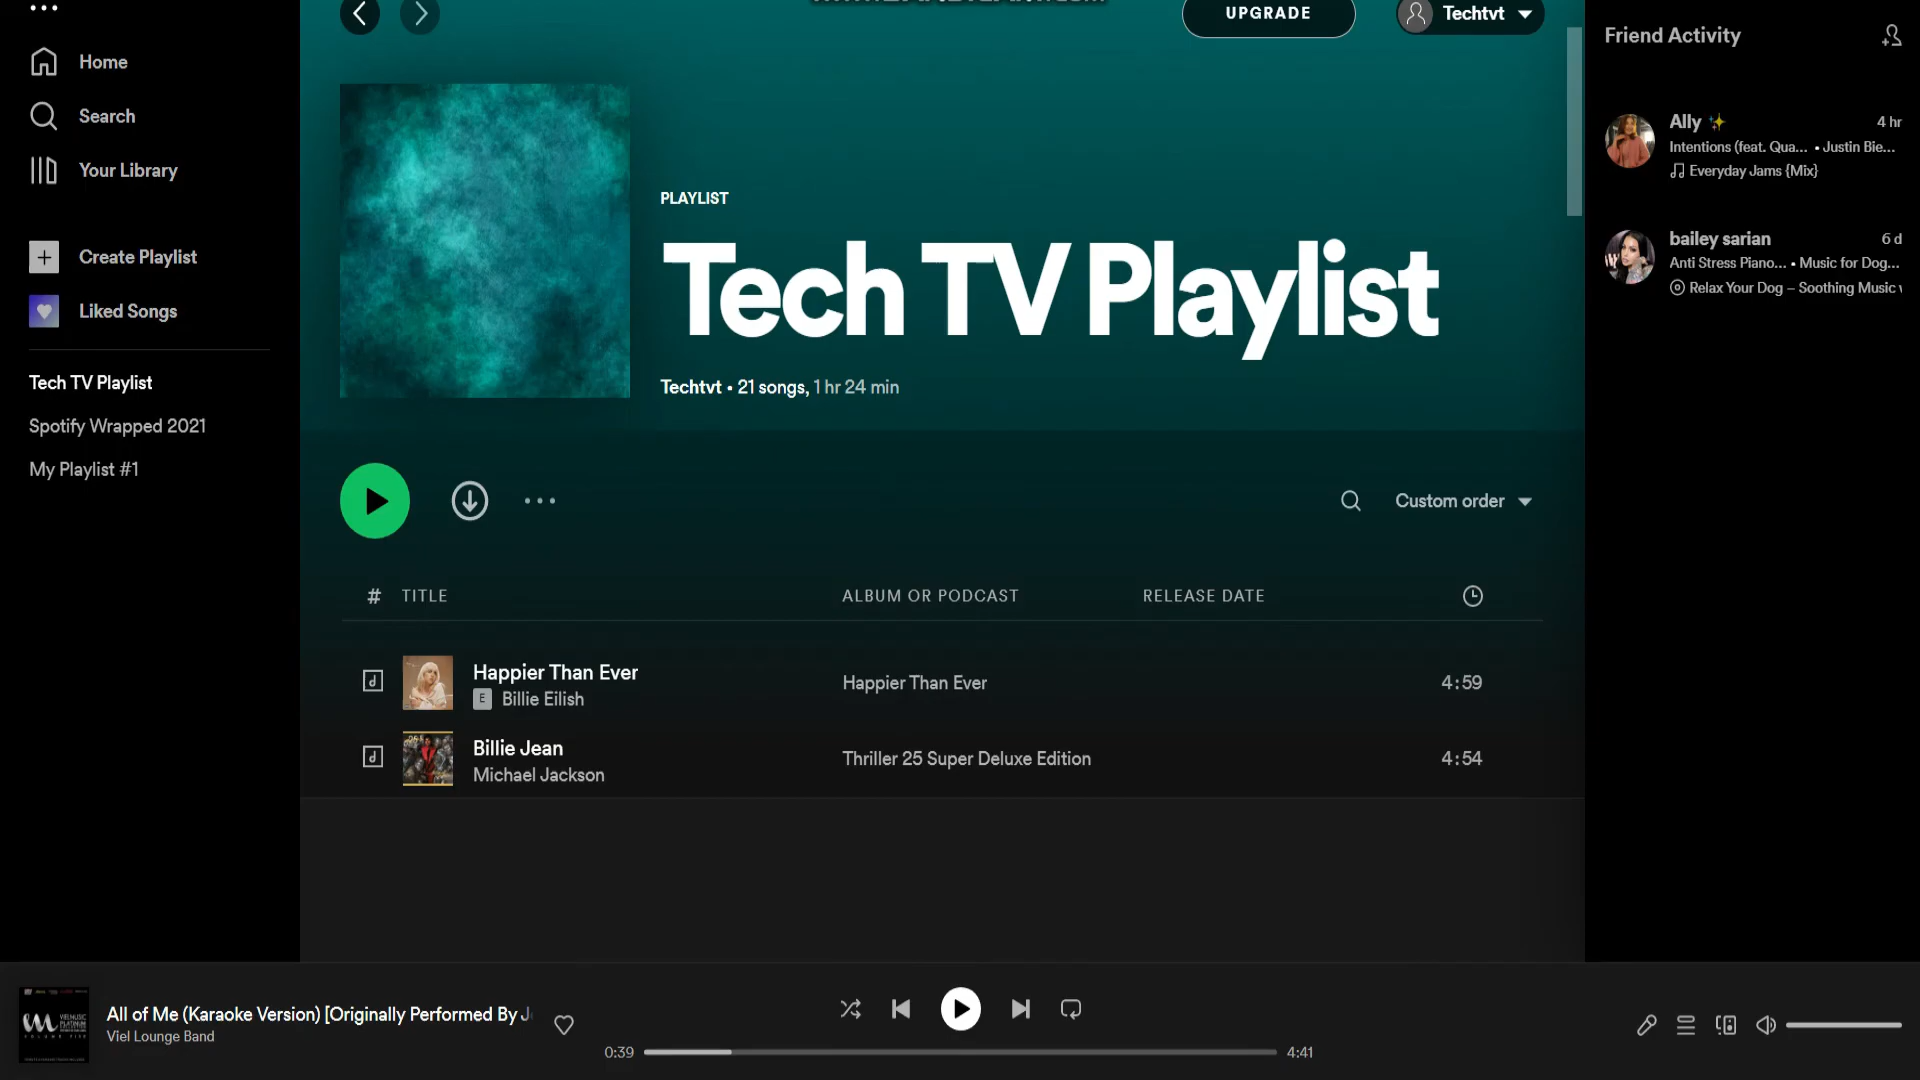 Home
Search
Your Library
Create Playlist
Liked Songs
Tech TV Playlist
Spotify Wrapped 2021
My Playlist #1
UPGRADE
Techtvt
PLAYLIST
Tech TV Playlist
Techtvt • 21 songs, 1 hr 24 min
Custom order
# TITLE ALBUM OR PODCAST RELEASE DATE
Happier Than Ever
E Billie Eilish
Happier Than Ever
4:59
Billie Jean
Michael Jackson
Thriller 25 Super Deluxe Edition
4:54
Friend Activity
Ally ✨ 4 hr
Intentions (feat. Qua... • Justin Bie...
Everyday Jams {Mix}
bailey sarian 6 d
Anti Stress Piano... • Music for Dog...
Relax Your Dog – Soothing Music
All of Me (Karaoke Version) [Originally Performed By J
Viel Lounge Band
0:39
4:41